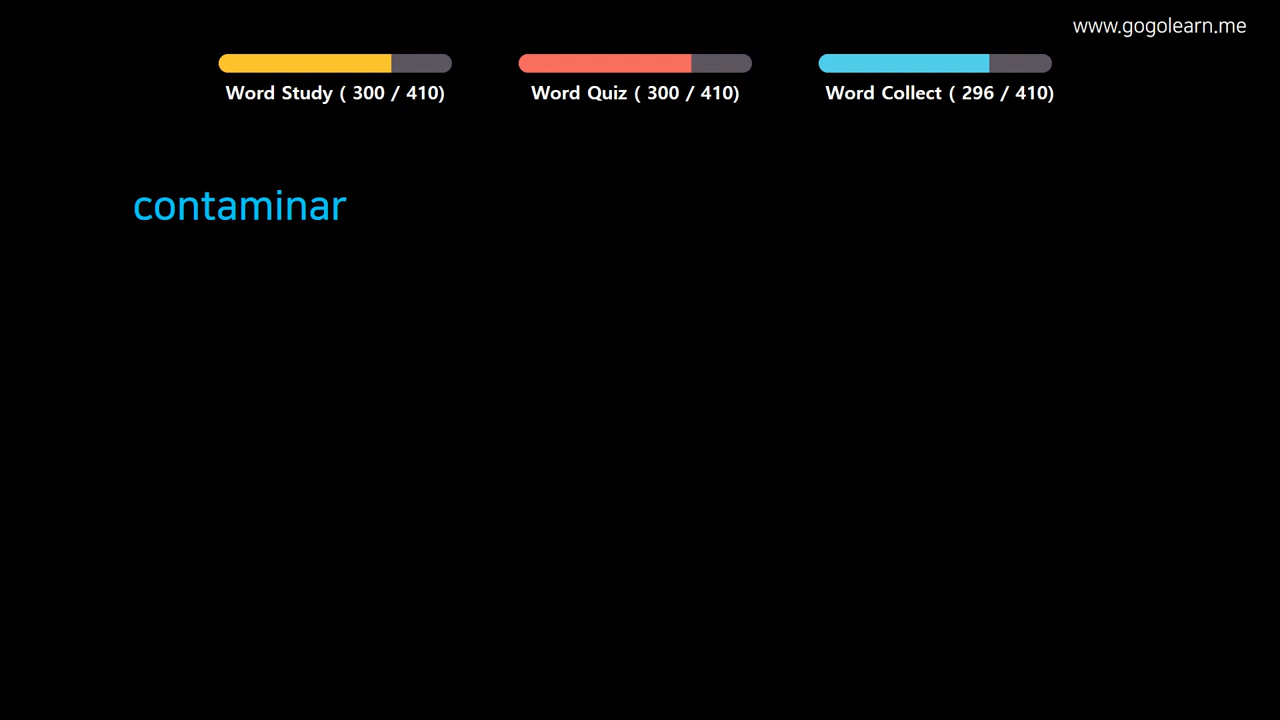 www.gogolearn.me
Word Study ( 300 / 410)
Word Quiz ( 300 / 410)
Word Collect ( 296 / 410)
contaminar